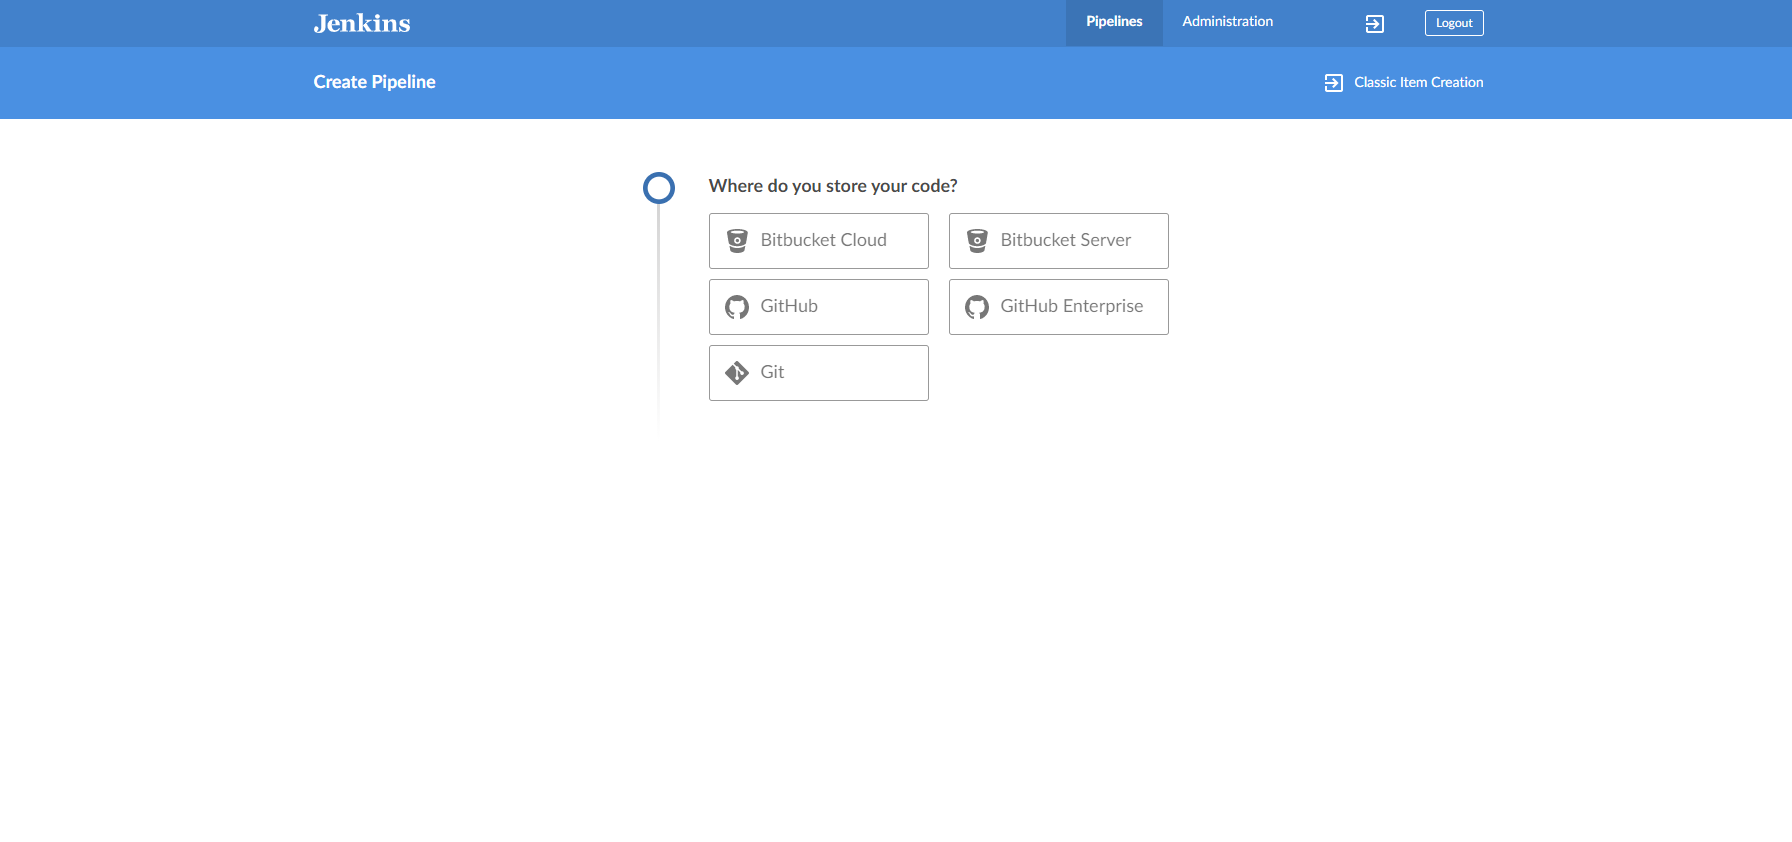 Jenkins
Pipelines
Administration
Logout
Create Pipeline
Classic Item Creation
Where do you store your code?
Bitbucket Cloud
Bitbucket Server
GitHub
GitHub Enterprise
Git